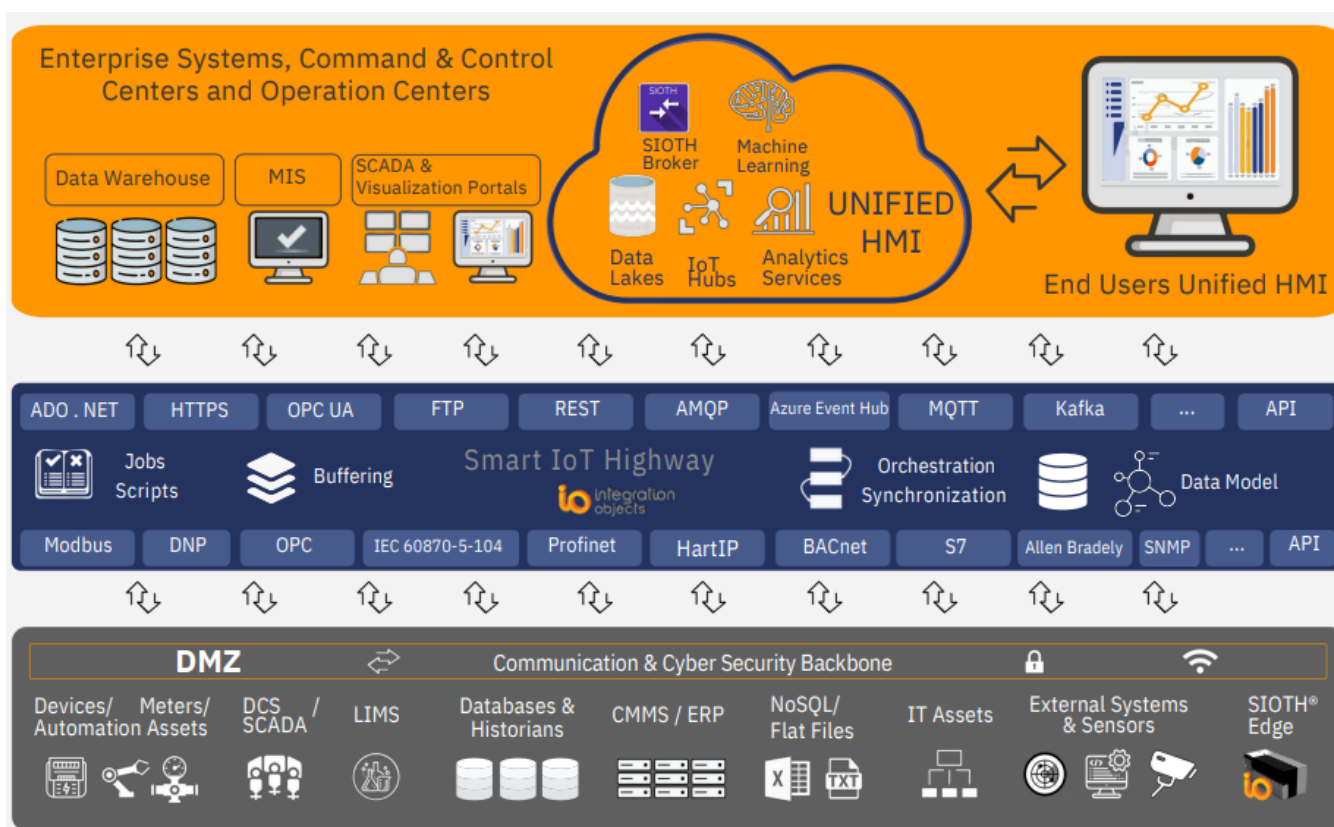 Enterprise Systems, Command & Control
Centers and Operation Centers
Data Warehouse
MIS
SCADA &
Visualization Portals
SIOTH
SIOTH
Broker
Machine
Learning
UNIFIED
HMI
Data
Lakes
IoT
Hubs
Analytics
Services
End Users Unified HMI
ADO . NET
HTTPS
OPC UA
FTP
REST
AMQP
Azure Event Hub
MQTT
Kafka
...
API
Jobs
Scripts
Buffering
Smart IoT Highway
io integration
objects
Orchestration
Synchronization
Data Model
Modbus
DNP
OPC
IEC 60870-5-104
Profinet
HartIP
BACnet
S7
Allen Bradely
SNMP
...
API
DMZ
Communication & Cyber Security Backbone
Devices/
Automation
Meters/
Assets
DCS /
SCADA
LIMS
Databases &
Historians
CMMS / ERP
NoSQL/
Flat Files
X
TXT
IT Assets
External Systems
& Sensors
SIOTH®
Edge
io